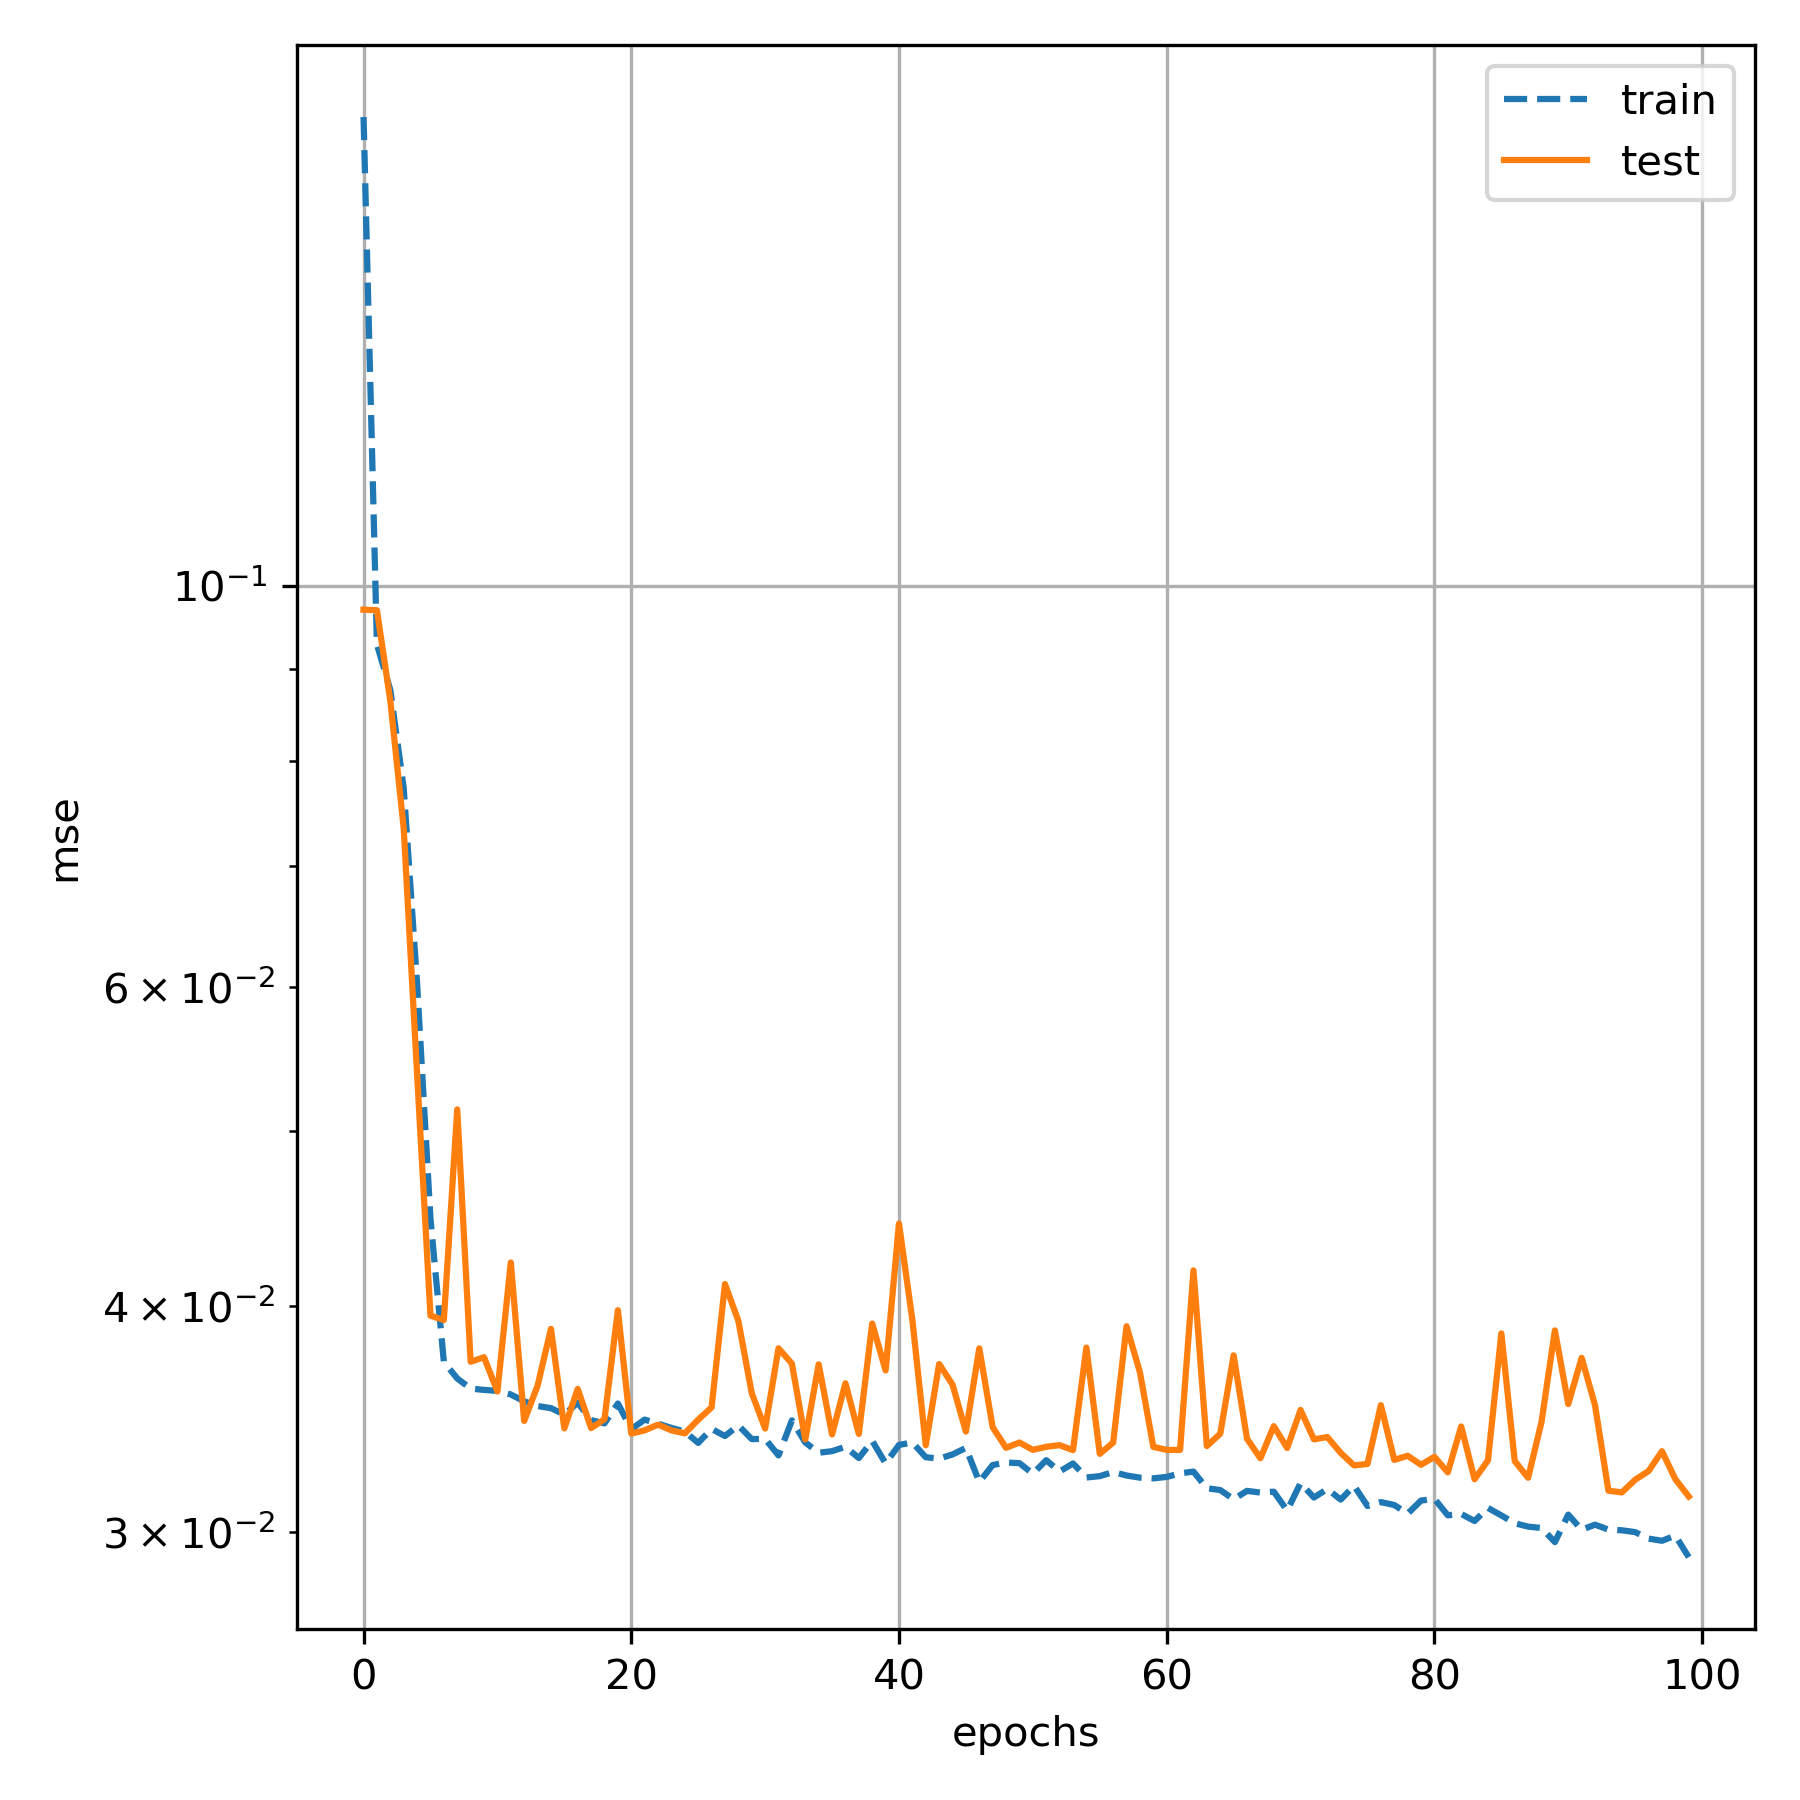 train
test
10⁻¹
6 × 10⁻²
4 × 10⁻²
3 × 10⁻²
mse
0 20 40 60 80 100
epochs